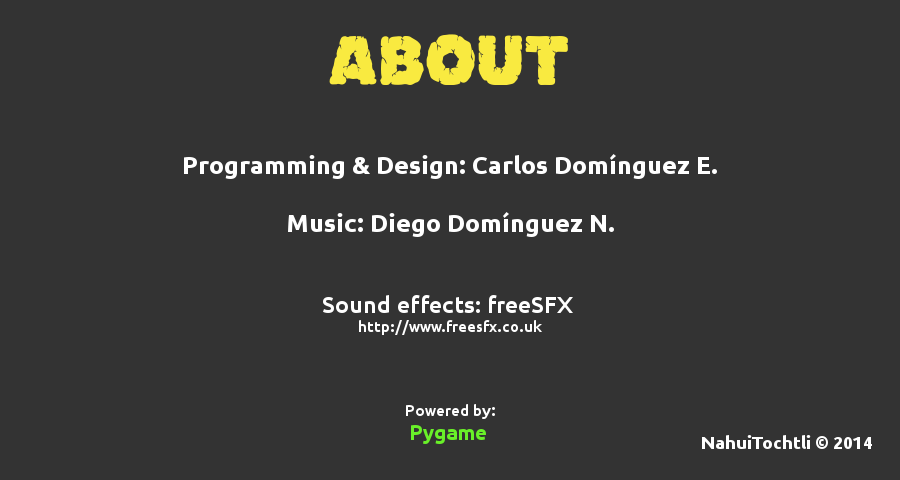 ABOUT
Programming & Design: Carlos Domínguez E.
Music: Diego Domínguez N.
Sound effects: freeSFX
http://www.freesfx.co.uk
Powered by:
Pygame
NahuiTochtli © 2014